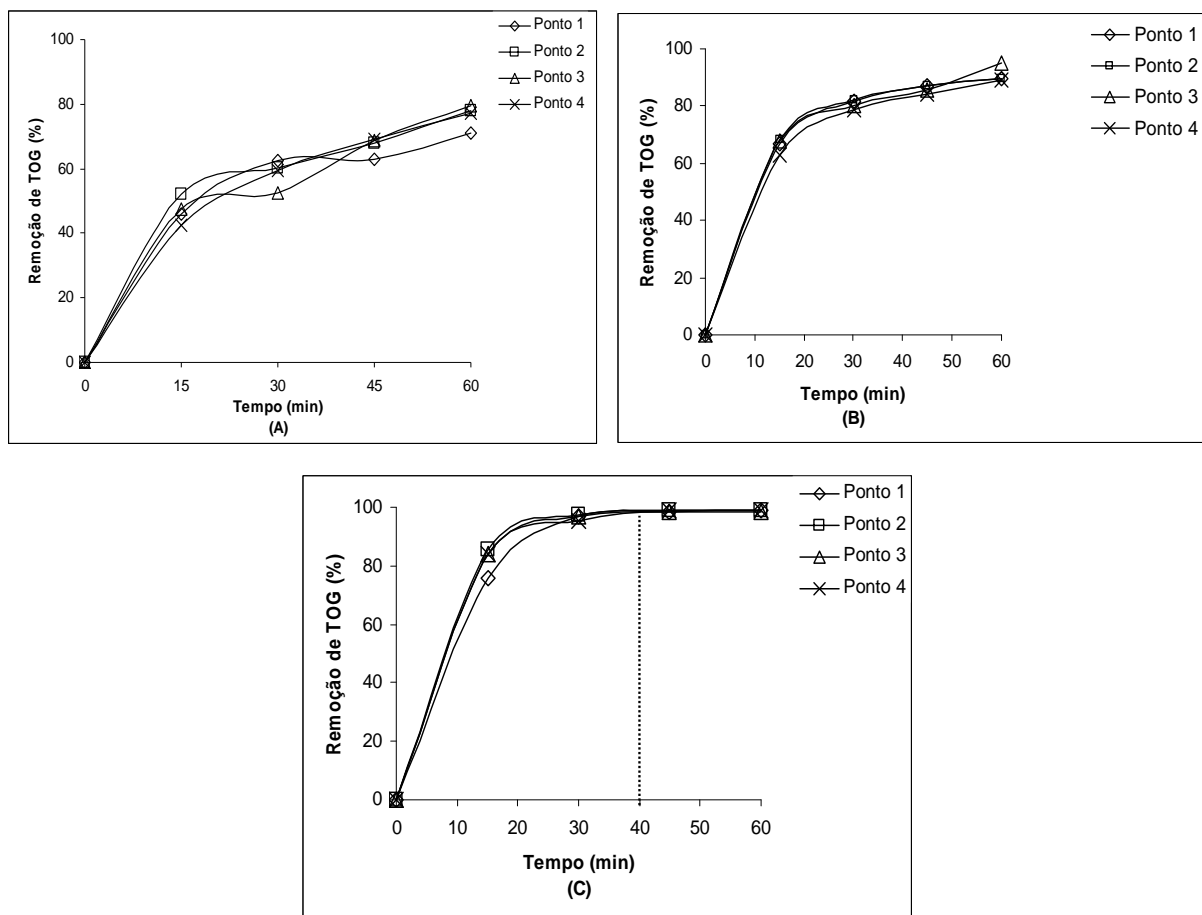 Ponto 1
Ponto 2
Ponto 3
Ponto 4
Remoção de TOG (%)
100
80
60
40
20
0
0 15 30 45 60
Tempo (min)
(A)
Ponto 1
Ponto 2
Ponto 3
Ponto 4
Remoção de TOG (%)
100
80
60
40
20
0
0 10 20 30 40 50 60
Tempo (min)
(B)
Ponto 1
Ponto 2
Ponto 3
Ponto 4
Remoção de TOG (%)
100
80
60
40
20
0
0 10 20 30 40 50 60
Tempo (min)
(C)